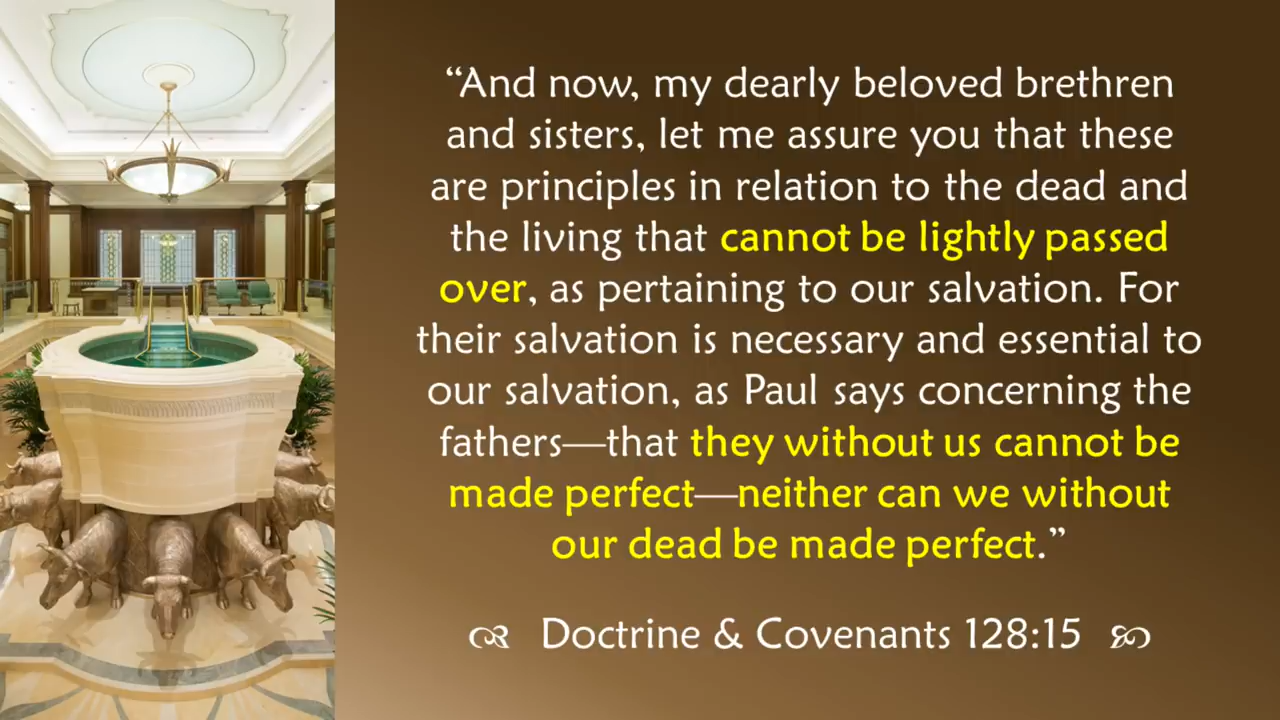 “And now, my dearly beloved brethren
and sisters, let me assure you that these
are principles in relation to the dead and
the living that cannot be lightly passed
over, as pertaining to our salvation. For
their salvation is necessary and essential to
our salvation, as Paul says concerning the
fathers—that they without us cannot be
made perfect—neither can we without
our dead be made perfect.”
Doctrine & Covenants 128:15